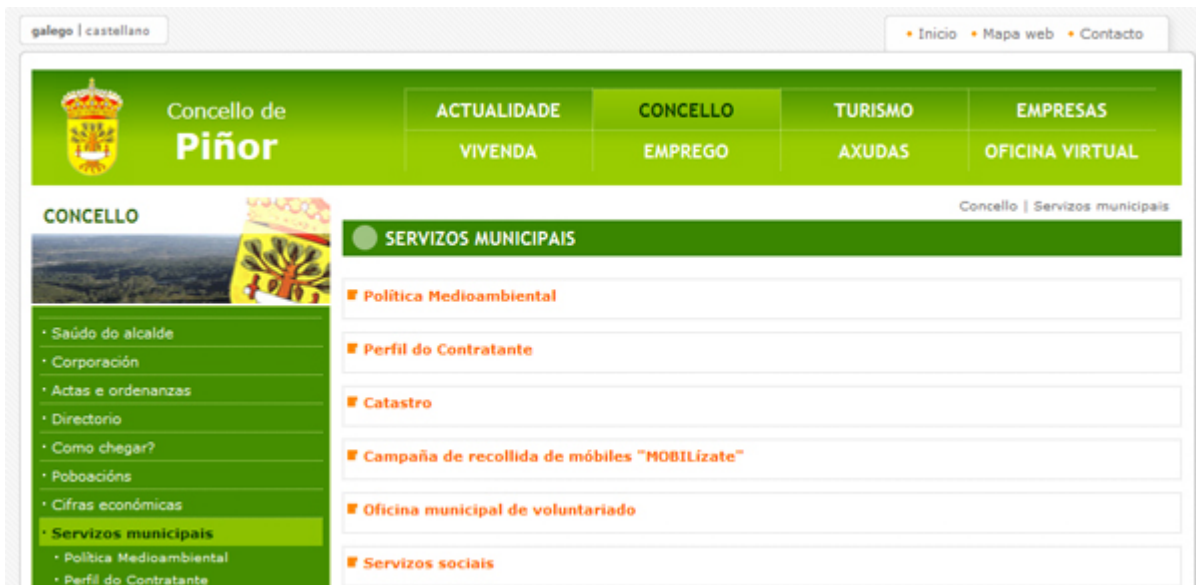 galego | castellano
• Inicio • Mapa web • Contacto
Concello de
Piñor
ACTUALIDADE CONCELLO TURISMO EMPRESAS
VIVENDA EMPREGO AXUDAS OFICINA VIRTUAL
CONCELLO
Concello | Servizos municipais
SERVIZOS MUNICIPAIS
Política Medioambiental
Perfil do Contratante
Catastro
Campaña de recollida de móbiles "MOBILízate"
Oficina municipal de voluntariado
Servizos sociais
· Saúdo do alcalde
· Corporación
· Actas e ordenanzas
· Directorio
· Como chegar?
· Poboacións
· Cifras económicas
· Servizos municipais
• Política Medioambiental
• Perfil do Contratante